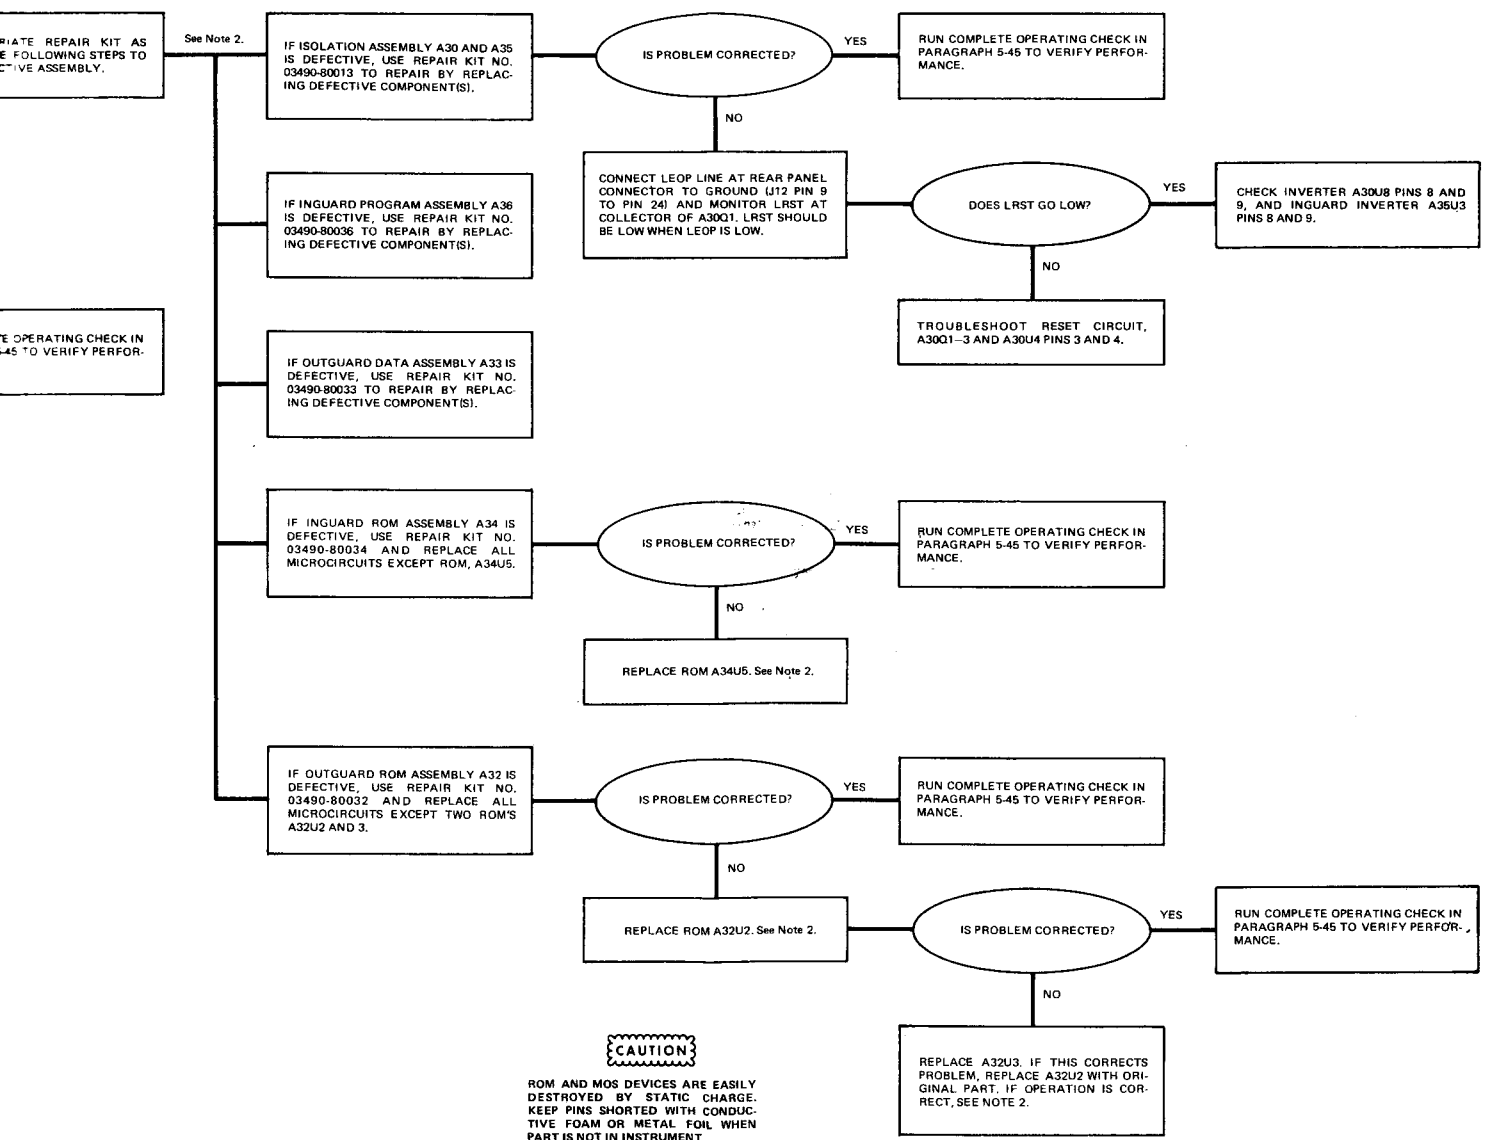 RIATE REPAIR KIT AS
E FOLLOWING STEPS TO
CTIVE ASSEMBLY.
See Note 2.
IF ISOLATION ASSEMBLY A30 AND A35
IS DEFECTIVE, USE REPAIR KIT NO.
03490-80013 TO REPAIR BY REPLAC-
ING DEFECTIVE COMPONENT(S).
IS PROBLEM CORRECTED?
YES
RUN COMPLETE OPERATING CHECK IN
PARAGRAPH 5-45 TO VERIFY PERFOR-
MANCE.
NO
CONNECT LEOP LINE AT REAR PANEL
CONNECTOR TO GROUND (J12 PIN 9
TO PIN 24) AND MONITOR LRST AT
COLLECTOR OF A30Q1. LRST SHOULD
BE LOW WHEN LEOP IS LOW.
DOES LRST GO LOW?
YES
CHECK INVERTER A30U8 PINS 8 AND
9, AND INGUARD INVERTER A35U3
PINS 8 AND 9.
NO
TROUBLESHOOT RESET CIRCUIT,
A30Q1-3 AND A30U4 PINS 3 AND 4.
IF INGUARD PROGRAM ASSEMBLY A36
IS DEFECTIVE, USE REPAIR KIT NO.
03490-80036 TO REPAIR BY REPLAC-
ING DEFECTIVE COMPONENT(S).
E OPERATING CHECK IN
-45 TO VERIFY PERFOR-
IF OUTGUARD DATA ASSEMBLY A33 IS
DEFECTIVE, USE REPAIR KIT NO.
03490-80033 TO REPAIR BY REPLAC-
ING DEFECTIVE COMPONENT(S).
IF INGUARD ROM ASSEMBLY A34 IS
DEFECTIVE, USE REPAIR KIT NO.
03490-80034 AND REPLACE ALL
MICROCIRCUITS EXCEPT ROM, A34U5.
IS PROBLEM CORRECTED?
YES
RUN COMPLETE OPERATING CHECK IN
PARAGRAPH 5-45 TO VERIFY PERFOR-
MANCE.
NO
REPLACE ROM A34U5. See Note 2.
IF OUTGUARD ROM ASSEMBLY A32 IS
DEFECTIVE, USE REPAIR KIT NO.
03490-80032 AND REPLACE ALL
MICROCIRCUITS EXCEPT TWO ROM'S
A32U2 AND 3.
IS PROBLEM CORRECTED?
YES
RUN COMPLETE OPERATING CHECK IN
PARAGRAPH 5-45 TO VERIFY PERFOR-
MANCE.
NO
REPLACE ROM A32U2. See Note 2.
IS PROBLEM CORRECTED?
YES
RUN COMPLETE OPERATING CHECK IN
PARAGRAPH 5-45 TO VERIFY PERFOR-
MANCE.
NO
REPLACE A32U3. IF THIS CORRECTS
PROBLEM, REPLACE A32U2 WITH ORI-
GINAL PART. IF OPERATION IS COR-
RECT, SEE NOTE 2.
CAUTION
ROM AND MOS DEVICES ARE EASILY
DESTROYED BY STATIC CHARGE.
KEEP PINS SHORTED WITH CONDUC-
TIVE FOAM OR METAL FOIL WHEN
PART IS NOT IN INSTRUMENT